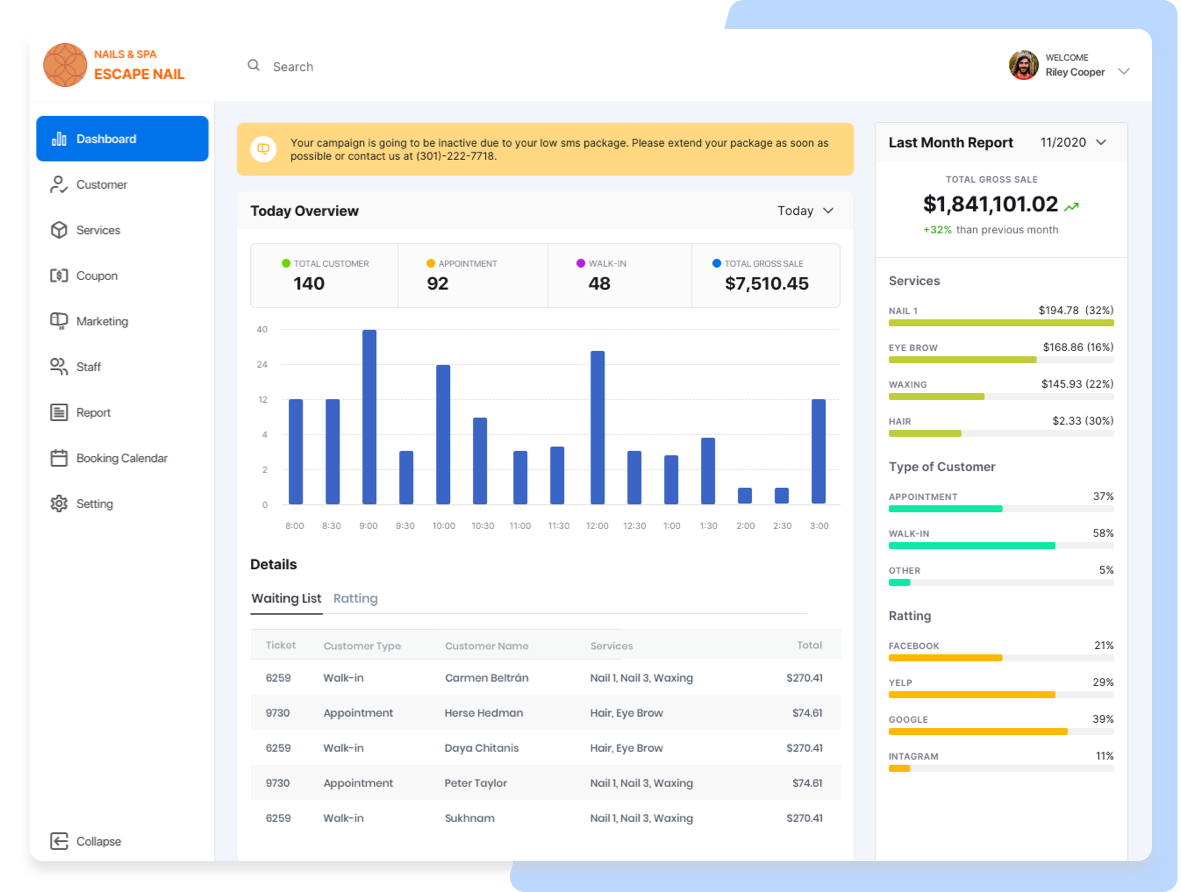 NAILS & SPA
ESCAPE NAIL
Search
WELCOME
Riley Cooper
Dashboard
Customer
Services
Coupon
Marketing
Staff
Report
Booking Calendar
Setting
Collapse
Your campaign is going to be inactive due to your low sms package. Please extend your package as soon as
possible or contact us at (301)-222-7718.
Today Overview
Today
TOTAL CUSTOMER
140
APPOINTMENT
92
WALK-IN
48
TOTAL GROSS SALE
$7,510.45
40
24
12
4
2
0
8:00 8:30 9:00 9:30 10:00 10:30 11:00 11:30 12:00 12:30 1:00 1:30 2:00 2:30 3:00
Details
Waiting List Ratting
Ticket Customer Type Customer Name Services Total
6259 Walk-in Carmen Beltrán Nail 1, Nail 3, Waxing $270.41
9730 Appointment Herse Hedman Hair, Eye Brow $74.61
6259 Walk-in Daya Chitanis Hair, Eye Brow $270.41
9730 Appointment Peter Taylor Nail 1, Nail 3, Waxing $74.61
6259 Walk-in Sukhnam Nail 1, Nail 3, Waxing $270.41
Last Month Report 11/2020
TOTAL GROSS SALE
$1,841,101.02
+32% than previous month
Services
NAIL 1 $194.78 (32%)
EYE BROW $168.86 (16%)
WAXING $145.93 (22%)
HAIR $2.33 (30%)
Type of Customer
APPOINTMENT 37%
WALK-IN 58%
OTHER 5%
Ratting
FACEBOOK 21%
YELP 29%
GOOGLE 39%
INTAGRAM 11%